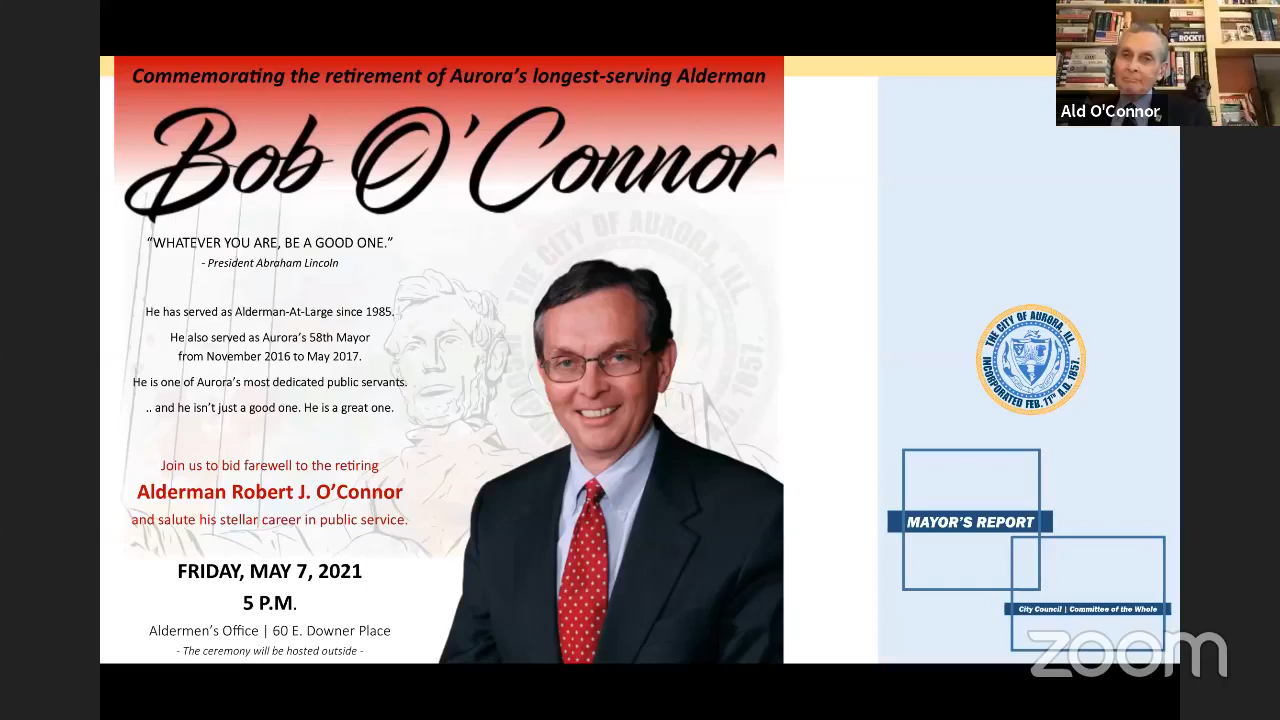 Commemorating the retirement of Aurora's longest-serving Alderman
Bob O'Connor
"WHATEVER YOU ARE, BE A GOOD ONE."
- President Abraham Lincoln
He has served as Alderman-At-Large since 1985.
He also served as Aurora's 58th Mayor
from November 2016 to May 2017.
He is one of Aurora's most dedicated public servants.
.. and he isn't just a good one. He is a great one.
Join us to bid farewell to the retiring
Alderman Robert J. O'Connor
and salute his stellar career in public service.
FRIDAY, MAY 7, 2021
5 P.M.
Aldermen's Office | 60 E. Downer Place
- The ceremony will be hosted outside -
THE CITY OF AURORA, ILL.
ROCKY!
Ald O'Connor
THE CITY OF AURORA, ILL.
INCORPORATED FEB. 11TH A.D. 1857.
MAYOR'S REPORT
City Council | Committee of the Whole
zoom